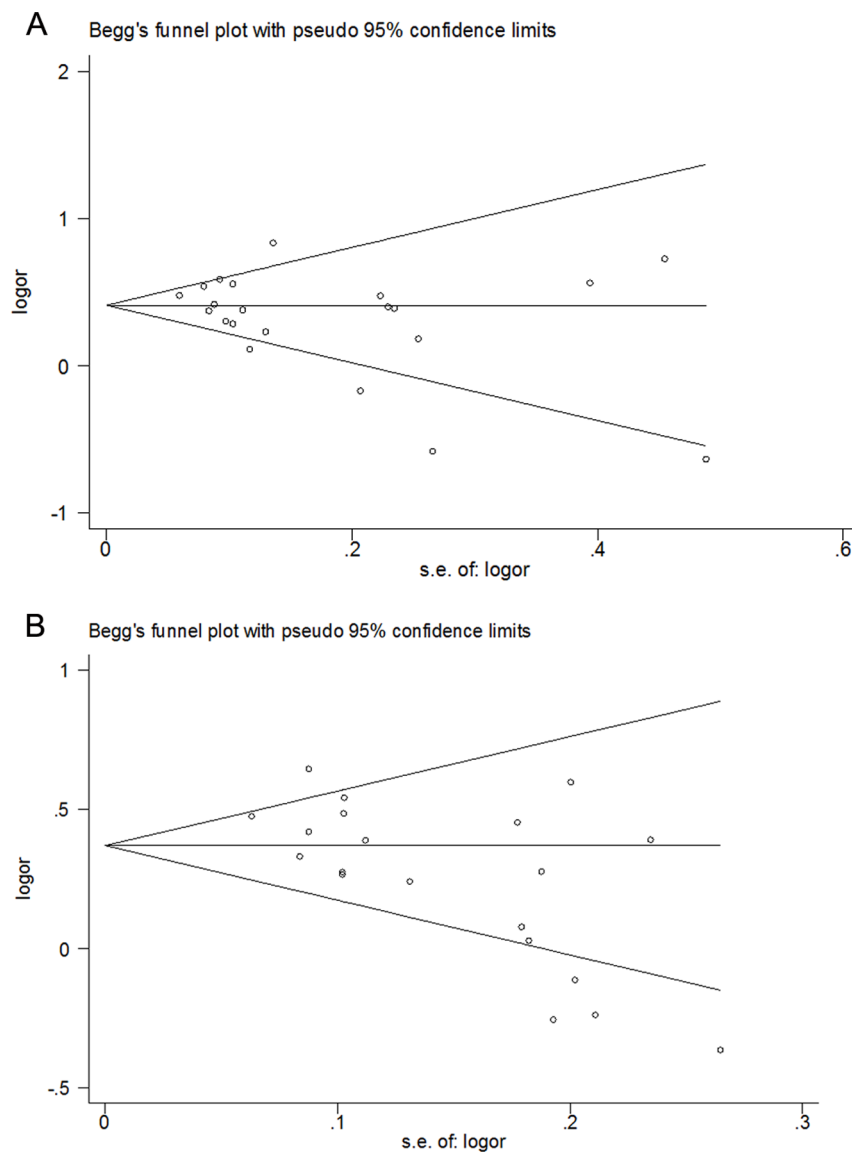 A
Begg's funnel plot with pseudo 95% confidence limits
2
1
0
-1
logor
0 .2 .4 .6
s.e. of: logor
B
Begg's funnel plot with pseudo 95% confidence limits
1
.5
0
-.5
logor
0 .1 .2 .3
s.e. of: logor